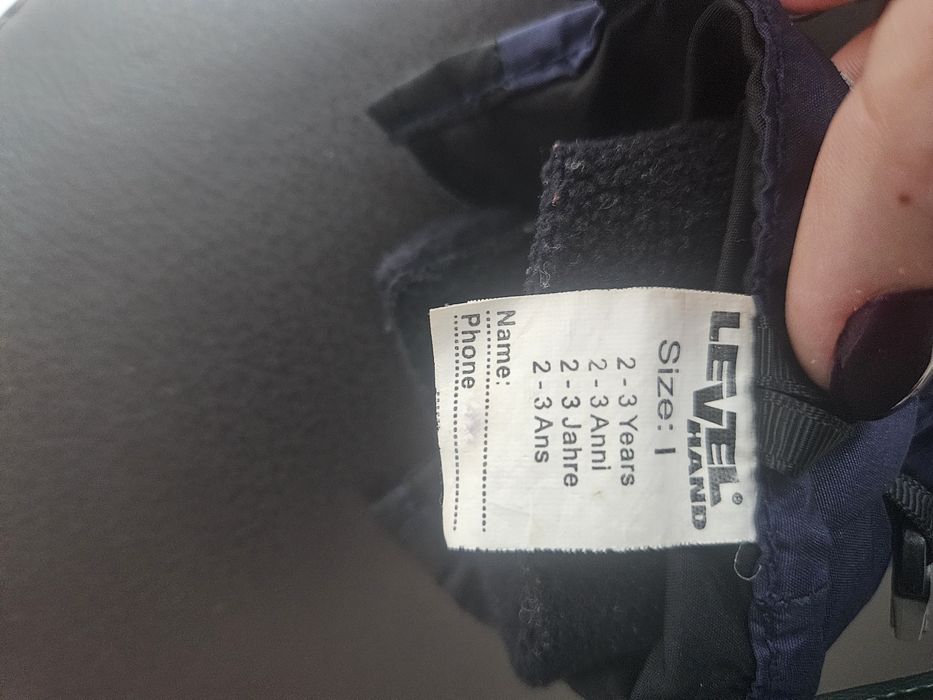 LEVEL®
HAND
Size: I
2 - 3 Years
2 - 3 Anni
2 - 3 Jahre
2 - 3 Ans
Name:
Phone